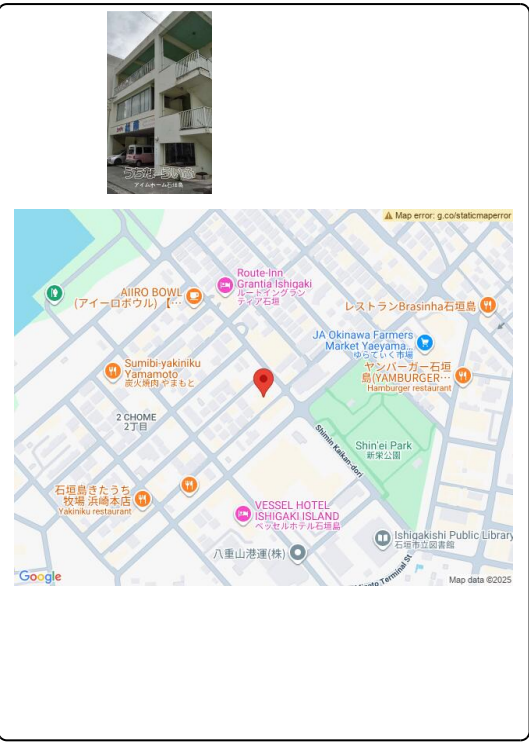 うちなーらいふ
アイムホーム石垣島
Map error: g.co/staticmaperror
Route-Inn
Grantia Ishigaki
ルートイングラン
ティア石垣
AIIRO BOWL
(アイーロボウル)【…
レストランBrasinha石垣島
JA Okinawa Farmers
Market Yaeyama...
ゆらてぃく市場
Sumibi-yakiniku
Yamamoto
炭火焼肉 やまもと
ヤンバーガー石垣
島(YAMBURGER…
Hamburger restaurant
2 CHOME
2丁目
Shimin Kaikan-dori
Shin'ei Park
新栄公園
石垣島きたうち
牧場 浜崎本店
Yakiniku restaurant
VESSEL HOTEL
ISHIGAKI ISLAND
ベッセルホテル石垣島
Ishigakishi Public Library
石垣市立図書館
八重山港運(株)
Terminal St
Google
Map data ©2025